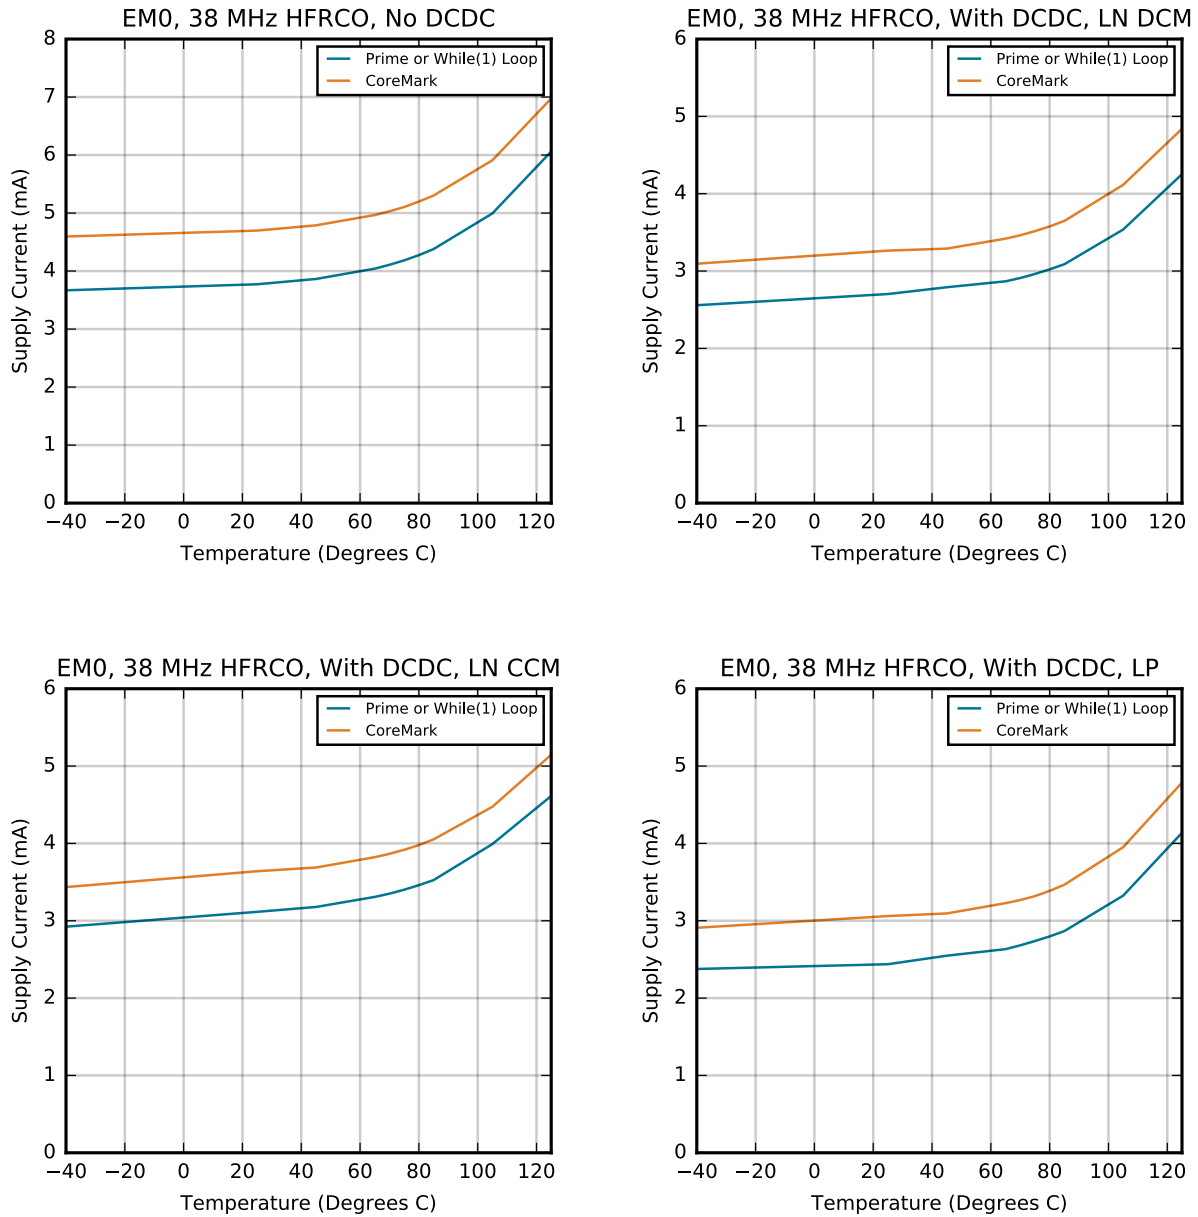 EM0, 38 MHz HFRCO, No DCDC
Prime or While(1) Loop
CoreMark
Supply Current (mA)
8
7
6
5
4
3
2
1
0
−40 −20 0 20 40 60 80 100 120
Temperature (Degrees C)
EM0, 38 MHz HFRCO, With DCDC, LN DCM
Prime or While(1) Loop
CoreMark
Supply Current (mA)
6
5
4
3
2
1
0
−40 −20 0 20 40 60 80 100 120
Temperature (Degrees C)
EM0, 38 MHz HFRCO, With DCDC, LN CCM
Prime or While(1) Loop
CoreMark
Supply Current (mA)
6
5
4
3
2
1
0
−40 −20 0 20 40 60 80 100 120
Temperature (Degrees C)
EM0, 38 MHz HFRCO, With DCDC, LP
Prime or While(1) Loop
CoreMark
Supply Current (mA)
6
5
4
3
2
1
0
−40 −20 0 20 40 60 80 100 120
Temperature (Degrees C)